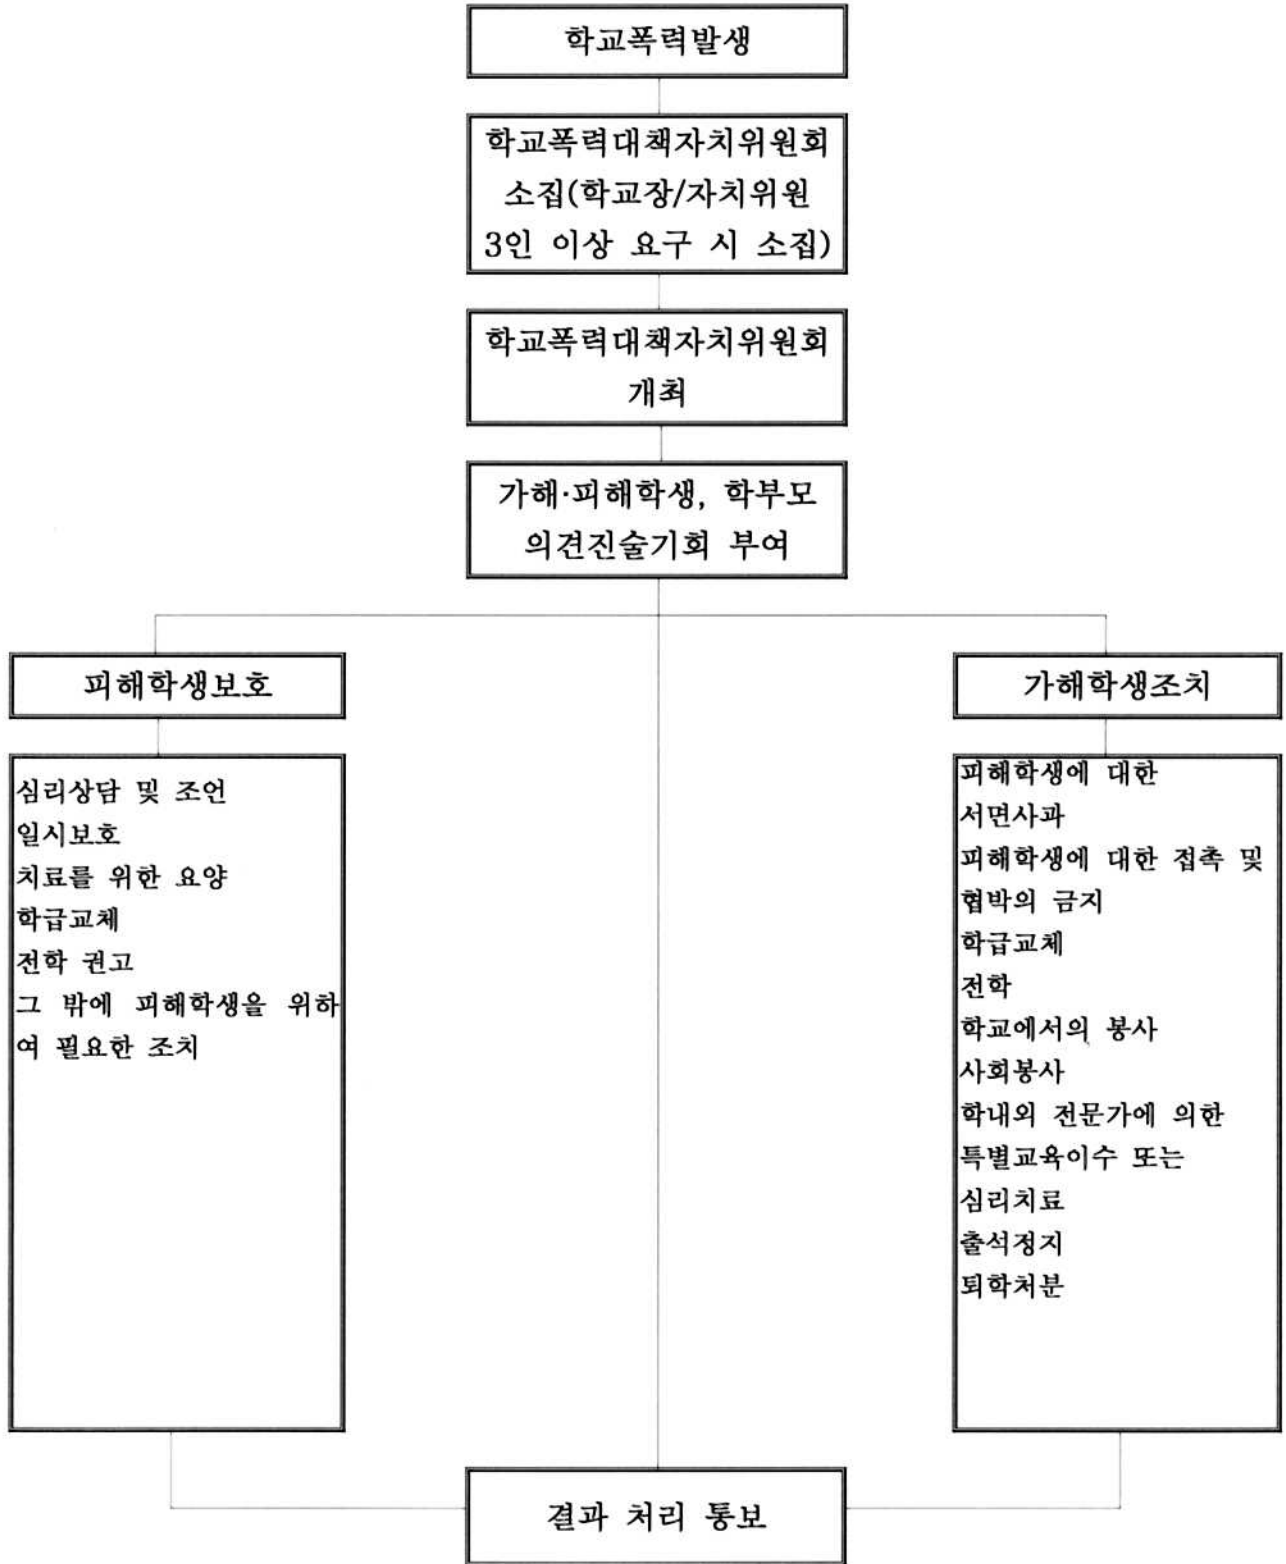 학교폭력발생
학교폭력대책자치위원회
소집(학교장/자치위원
3인 이상 요구 시 소집)
학교폭력대책자치위원회
개최
가해·피해학생, 학부모
의견진술기회 부여
피해학생보호
심리상담 및 조언
일시보호
치료를 위한 요양
학급교체
전학 권고
그 밖에 피해학생을 위하
여 필요한 조치
가해학생조치
피해학생에 대한
서면사과
피해학생에 대한 접촉 및
협박의 금지
학급교체
전학
학교에서의 봉사
사회봉사
학내외 전문가에 의한
특별교육이수 또는
심리치료
출석정지
퇴학처분
결과 처리 통보